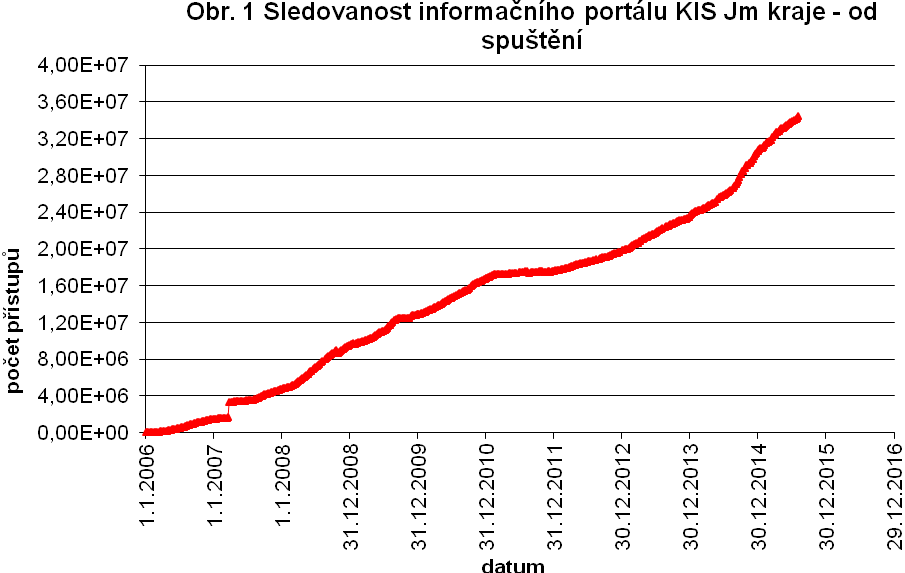 Obr. 1 Sledovanost informačního portálu KIS Jm kraje - od
spuštění
počet přístupů
4,00E+07
3,60E+07
3,20E+07
2,80E+07
2,40E+07
2,00E+07
1,60E+07
1,20E+07
8,00E+06
4,00E+06
0,00E+00
1.1.2006
1.1.2007
1.1.2008
31.12.2008
31.12.2009
31.12.2010
31.12.2011
30.12.2012
30.12.2013
30.12.2014
30.12.2015
29.12.2016
datum